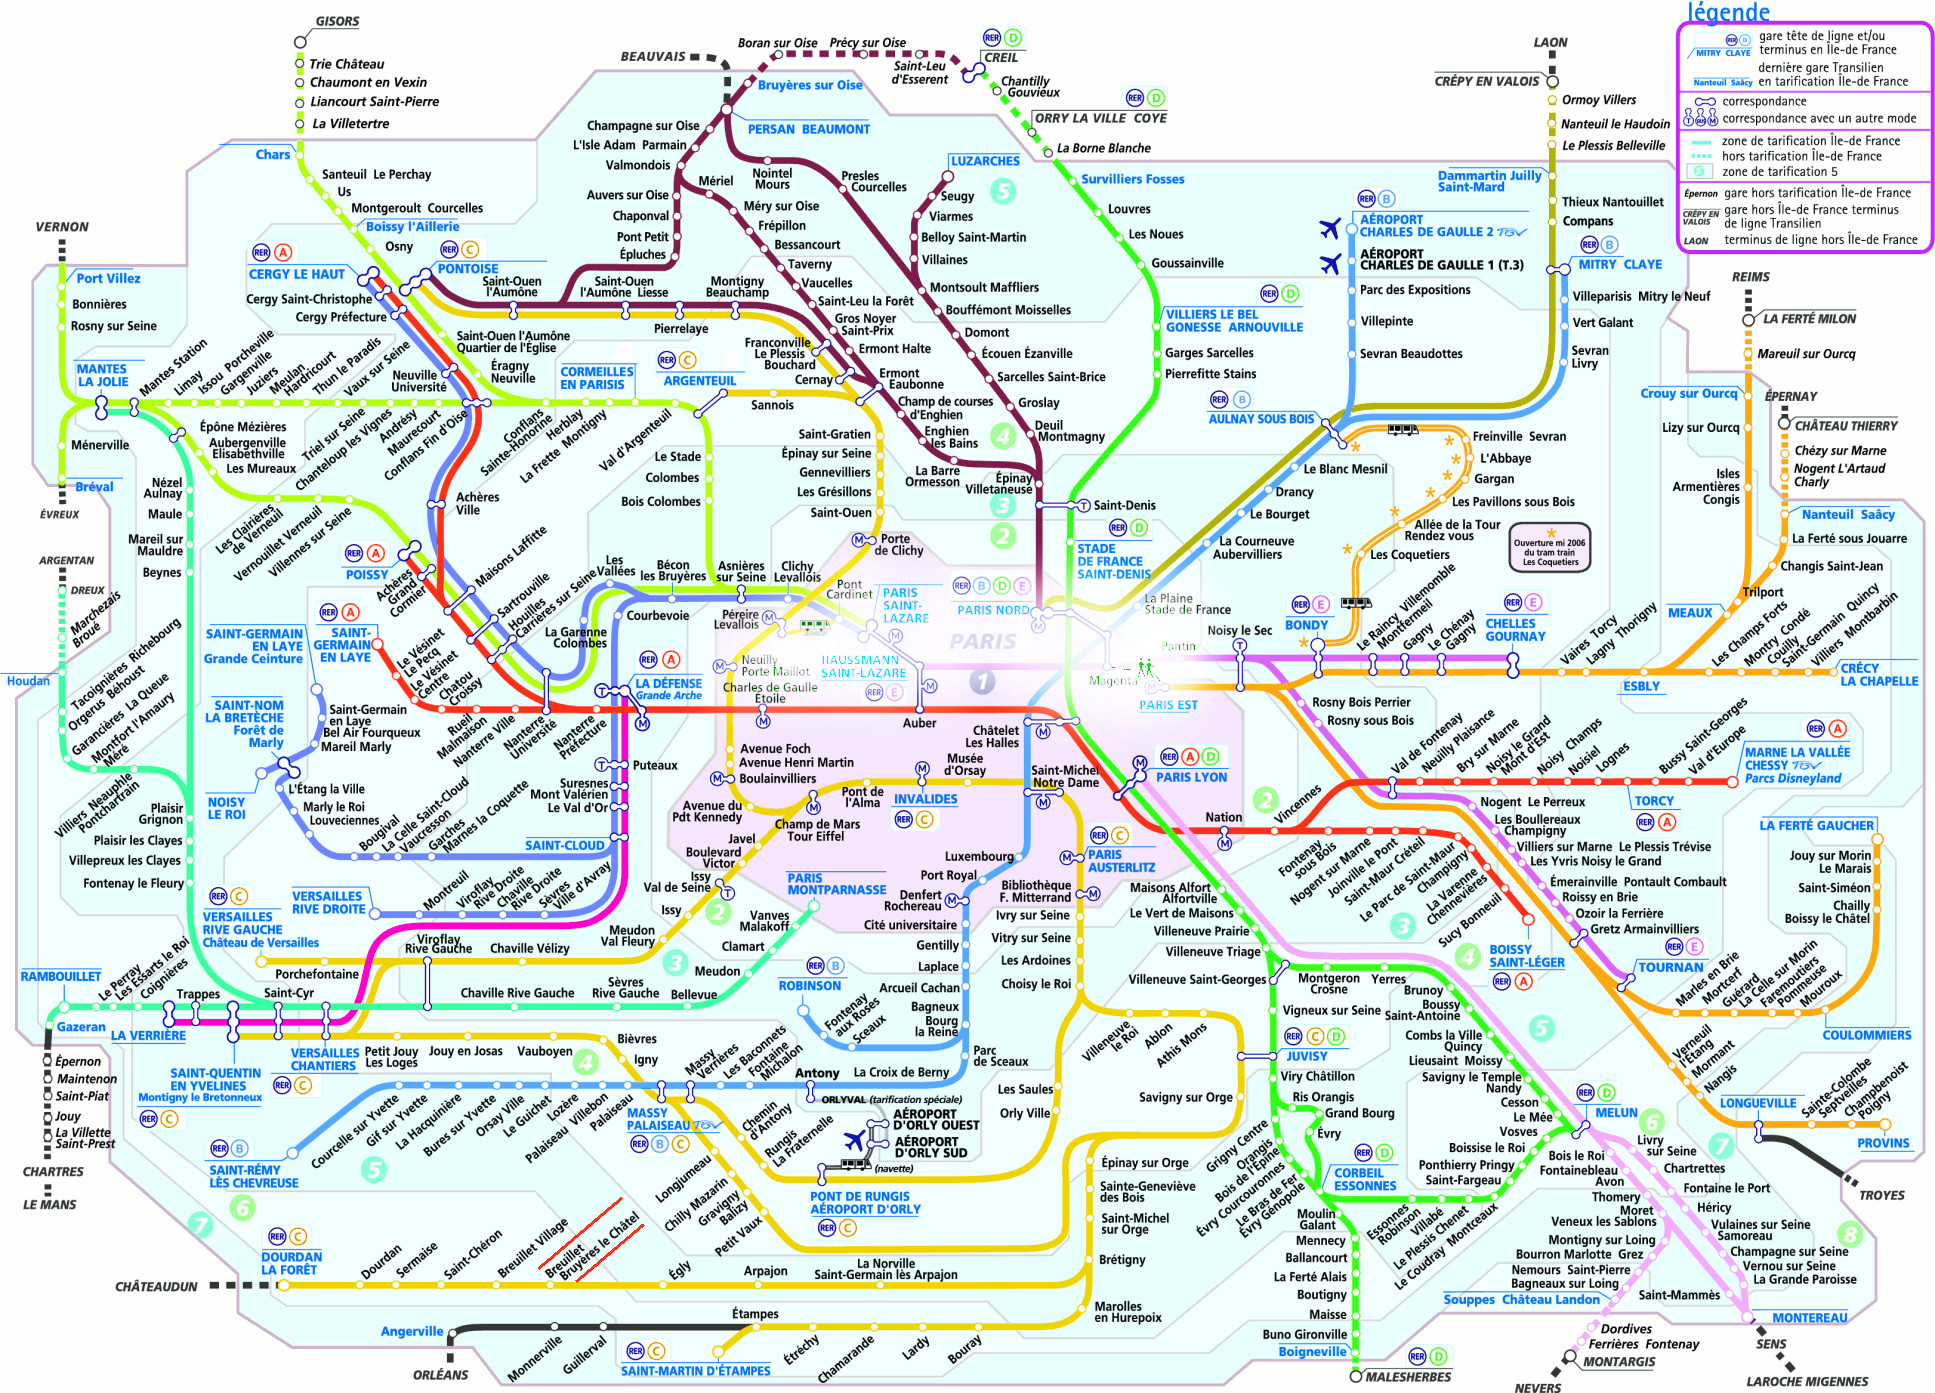 légende
RER B
gare tête de ligne et/ou
MITRY CLAYE
terminus en Île-de France
dernière gare Transilien
Nanteuil Saâcy
en tarification Île-de France
correspondance
T BUS M
correspondance avec un autre mode
zone de tarification Île-de France
hors tarification Île-de France
5
zone de tarification 5
Épernon
gare hors tarification Île-de France
CRÉPY EN
VALOIS
gare hors Île-de France terminus
de ligne Transilien
LAON
terminus de ligne hors Île-de France
GISORS
Trie Château
Chaumont en Vexin
Liancourt Saint-Pierre
La Villetertre
Chars
Santeuil Le Perchay
Us
Montgeroult Courcelles
Boissy l'Aillerie
Osny
RER A
CERGY LE HAUT
Cergy Saint-Christophe
Cergy Préfecture
RER C
PONTOISE
BEAUVAIS
Boran sur Oise
Précy sur Oise
Saint-Leu
d'Esserent
RER D
CREIL
Chantilly
Gouvieux
RER D
ORRY LA VILLE COYE
La Borne Blanche
Survilliers Fosses
Louvres
Les Noues
Goussainville
RER D
VILLIERS LE BEL
GONESSE ARNOUVILLE
Garges Sarcelles
Pierrefitte Stains
Bruyères sur Oise
PERSAN BEAUMONT
Champagne sur Oise
L'Isle Adam Parmain
Valmondois
Auvers sur Oise
Chaponval
Pont Petit
Épluches
Mériel
Méry sur Oise
Frépillon
Bessancourt
Taverny
Vaucelles
Saint-Leu la Forêt
Gros Noyer
Saint-Prix
Ermont Halte
Ermont
Eaubonne
Champ de courses
d'Enghien
Enghien
les Bains
La Barre
Ormesson
Épinay
Villetaneuse
Nointel
Mours
Presles
Courcelles
LUZARCHES
Seugy
Viarmes
Belloy Saint-Martin
Villaines
Montsoult Maffliers
Bouffémont Moisselles
Domont
Écouen Ézanville
Sarcelles Saint-Brice
Groslay
Deuil
Montmagny
Saint-Ouen
l'Aumône
Saint-Ouen
l'Aumône Liesse
Montigny
Beauchamp
Pierrelaye
Franconville
Le Plessis
Bouchard
Cernay
LAON
CRÉPY EN VALOIS
Ormoy Villers
Nanteuil le Haudoin
Le Plessis Belleville
Dammartin Juilly
Saint-Mard
Thieux Nantouillet
Compans
RER B
MITRY CLAYE
Villeparisis Mitry le Neuf
Vert Galant
Sevran
Livry
RER B
AÉROPORT
CHARLES DE GAULLE 2 TGV
AÉROPORT
CHARLES DE GAULLE 1 (T.3)
Parc des Expositions
Villepinte
Sevran Beaudottes
RER B
AULNAY SOUS BOIS
Le Blanc Mesnil
Drancy
Le Bourget
La Courneuve
Aubervilliers
La Plaine
Stade de France
Freinville Sevran
L'Abbaye
Gargan
Les Pavillons sous Bois
Allée de la Tour
Rendez vous
Les Coquetiers
Ouverture mi 2006
du tram train
Les Coquetiers
RER E
BONDY
Noisy le Sec
Le Raincy Villemomble
Montfermeil
Gagny
Le Chénay
Gagny
RER E
CHELLES
GOURNAY
Vaires Torcy
Lagny Thorigny
ESBLY
REIMS
LA FERTÉ MILON
Mareuil sur Ourcq
Crouy sur Ourcq
Lizy sur Ourcq
Isles
Armentières
Congis
ÉPERNAY
CHÂTEAU THIERRY
Chézy sur Marne
Nogent L'Artaud
Charly
Nanteuil Saâcy
La Ferté sous Jouarre
Changis Saint-Jean
Trilport
MEAUX
Les Champs Forts
Montry Condé
Couilly
Saint-Germain Quincy
Villiers Montbarbin
CRÉCY
LA CHAPELLE
VERNON
Port Villez
Bonnières
Rosny sur Seine
MANTES
LA JOLIE
Mantes Station
Limay
Issou Porcheville
Gargenville
Juziers
Meulan
Hardricourt
Thun le Paradis
Vaux sur Seine
Triel sur Seine
Chanteloup les Vignes
Andrésy
Maurecourt
Conflans Fin d'Oise
Saint-Ouen l'Aumône
Quartier de l'Église
Éragny
Neuville
Neuville
Université
Conflans
Sainte-Honorine
Herblay
La Frette Montigny
CORMEILLES
EN PARISIS
Val d'Argenteuil
RER C
ARGENTEUIL
Sannois
Le Stade
Colombes
Bois Colombes
Saint-Gratien
Épinay sur Seine
Gennevilliers
Les Grésillons
Saint-Ouen
Porte
de Clichy
Ménerville
Bréval
ÉVREUX
Épône Mézières
Aubergenville
Elisabethville
Les Mureaux
Les Clairières
de Verneuil
Vernouillet Verneuil
Villennes sur Seine
RER A
POISSY
Achères
Ville
Achères
Grand
Cormier
Maisons Laffitte
Sartrouville
Houilles
Carrières sur Seine
Les
Vallées
La Garenne
Colombes
Bécon
les Bruyères
Asnières
sur Seine
Clichy
Levallois
Pont
Cardinet
Courbevoie
Péreire
Levallois
PARIS
SAINT-
LAZARE
Saint-Denis
RER D
STADE
DE FRANCE
SAINT-DENIS
RER B D E
PARIS NORD
PARIS
1
HAUSSMANN
SAINT-LAZARE
RER E
Pantin
Magenta
PARIS EST
Neuilly
Porte Maillot
Charles de Gaulle
Étoile
Auber
Châtelet
Les Halles
Avenue Foch
Avenue Henri Martin
Boulainvilliers
Avenue du
Pdt Kennedy
Champ de Mars
Tour Eiffel
Pont de
l'Alma
INVALIDES
RER C
Musée
d'Orsay
Saint-Michel
Notre Dame
RER A D
PARIS LYON
Nation
Vincennes
Javel
Boulevard
Victor
Issy
Val de Seine
Issy
Meudon
Val Fleury
PARIS
MONTPARNASSE
Vanves
Malakoff
Clamart
Meudon
Bellevue
Luxembourg
Port Royal
Denfert
Rochereau
Cité universitaire
Gentilly
Laplace
Arcueil Cachan
Bagneux
Bourg
la Reine
Parc
de Sceaux
La Croix de Berny
RER C
PARIS
AUSTERLITZ
Bibliothèque
F. Mitterrand
Ivry sur Seine
Vitry sur Seine
Les Ardoines
Choisy le Roi
Nézel
Aulnay
Maule
Mareil sur
Mauldre
Beynes
ARGENTAN
DREUX
Marchezais
Broué
Houdan
Tacoignières Richebourg
Orgerus Béhoust
Garancières La Queue
Montfort l'Amaury
Méré
Villiers Neauphle
Pontchartrain
Plaisir
Grignon
Plaisir les Clayes
Villepreux les Clayes
Fontenay le Fleury
RER A
SAINT-
GERMAIN
EN LAYE
Le Vésinet
Le Pecq
Le Vésinet
Centre
Chatou
Croissy
Rueil
Malmaison
Nanterre Ville
Nanterre
Université
Nanterre
Préfecture
RER A
LA DÉFENSE
Grande Arche
SAINT-GERMAIN
EN LAYE
Grande Ceinture
Saint-Germain
en Laye
Bel Air Fourqueux
Mareil Marly
SAINT-NOM
LA BRETÈCHE
Forêt de
Marly
NOISY
LE ROI
L'Étang la Ville
Marly le Roi
Louveciennes
Bougival
La Celle Saint-Cloud
Vaucresson
Garches
Marnes la Coquette
SAINT-CLOUD
Puteaux
Suresnes
Mont Valérien
Le Val d'Or
VERSAILLES
RIVE DROITE
Montreuil
Viroflay
Rive Droite
Chaville
Rive Droite
Sèvres
Ville d'Avray
RER C
VERSAILLES
RIVE GAUCHE
Château de Versailles
Porchefontaine
Viroflay
Rive Gauche
Chaville Vélizy
Chaville Rive Gauche
Sèvres
Rive Gauche
RAMBOUILLET
Le Perray
Les Essarts le Roi
Coignières
Trappes
LA VERRIÈRE
Saint-Cyr
VERSAILLES
CHANTIERS
RER C
SAINT-QUENTIN
EN YVELINES
Montigny le Bretonneux
RER C
Gazeran
Épernon
Maintenon
Saint-Piat
Jouy
La Villette
Saint-Prest
CHARTRES
LE MANS
Petit Jouy
Les Loges
Jouy en Josas
Vauboyen
Bièvres
Igny
RER B
SAINT-RÉMY
LÈS CHEVREUSE
Courcelle sur Yvette
Gif sur Yvette
La Hacquinière
Bures sur Yvette
Orsay Ville
Le Guichet
Lozère
Palaiseau Villebon
Palaiseau
MASSY
PALAISEAU TGV
RER B C
Massy
Verrières
Les Baconnets
Fontaine
Michalon
Antony
RER B
ROBINSON
Fontenay
aux Roses
Sceaux
ORLYVAL (tarification spéciale)
AÉROPORT
D'ORLY OUEST
AÉROPORT
D'ORLY SUD
(navette)
Chemin
d'Antony
Rungis
La Fraternelle
PONT DE RUNGIS
AÉROPORT D'ORLY
RER C
Longjumeau
Chilly Mazarin
Gravigny
Balizy
Petit Vaux
Les Saules
Orly Ville
Villeneuve
le Roi
Ablon
Athis Mons
Savigny sur Orge
RER C D
JUVISY
Épinay sur Orge
Sainte-Geneviève
des Bois
Saint-Michel
sur Orge
Brétigny
Marolles
en Hurepoix
RER C
DOURDAN
LA FORÊT
CHÂTEAUDUN
Dourdan
Sermaise
Saint-Chéron
Breuillet Village
Breuillet
Bruyères le Châtel
Égly
Arpajon
La Norville
Saint-Germain lès Arpajon
Angerville
ORLÉANS
Monnerville
Guillerval
Étampes
RER C
SAINT-MARTIN D'ÉTAMPES
Étréchy
Chamarande
Lardy
Bouray
Rosny Bois Perrier
Rosny sous Bois
Val de Fontenay
Neuilly Plaisance
Bry sur Marne
Noisy le Grand
Mont d'Est
Noisy Champs
Noisiel
Lognes
TORCY
RER A
Bussy Saint-Georges
Val d'Europe
RER A
MARNE LA VALLÉE
CHESSY TGV
Parcs Disneyland
Fontenay
sous Bois
Nogent sur Marne
Joinville le Pont
Saint-Maur Créteil
Le Parc de Saint-Maur
Champigny
La Varenne
Chennevières
Sucy Bonneuil
BOISSY
SAINT-LÉGER
RER A
Nogent Le Perreux
Les Boullereaux
Champigny
Villiers sur Marne Le Plessis Trévise
Les Yvris Noisy le Grand
Émerainville Pontault Combault
Roissy en Brie
Ozoir la Ferrière
Gretz Armainvilliers
RER E
TOURNAN
Marles en Brie
Mortcerf
Guérard
La Celle sur Morin
Faremoutiers
Pommeuse
Mouroux
COULOMMIERS
LA FERTÉ GAUCHER
Jouy sur Morin
Le Marais
Saint-Siméon
Chailly
Boissy le Châtel
Verneuil
l'Étang
Mormant
Nangis
LONGUEVILLE
Sainte-Colombe
Septveilles
Champbenoist
Poigny
PROVINS
TROYES
Maisons Alfort
Alfortville
Le Vert de Maisons
Villeneuve Prairie
Villeneuve Triage
Villeneuve Saint-Georges
Vigneux sur Seine
Montgeron
Crosne
Yerres
Brunoy
Boussy
Saint-Antoine
Combs la Ville
Quincy
Lieusaint Moissy
Savigny le Temple
Nandy
Cesson
Le Mée
RER D
MELUN
Vosves
Boissise le Roi
Ponthierry Pringy
Saint-Fargeau
Viry Châtillon
Ris Orangis
Grand Bourg
Évry
Grigny Centre
Orangis
Bois de l'Épine
Évry Courcouronnes
Le Bras de Fer
Évry Génopole
RER D
CORBEIL
ESSONNES
Essonnes
Robinson
Villabé
Le Plessis Chenet
Le Coudray Montceaux
Moulin
Galant
Mennecy
Ballancourt
La Ferté Alais
Boutigny
Maisse
Buno Gironville
Boigneville
RER D
MALESHERBES
Bois le Roi
Fontainebleau
Avon
Thomery
Moret
Veneux les Sablons
Montigny sur Loing
Bourron Marlotte Grez
Nemours Saint-Pierre
Bagneaux sur Loing
Souppes Château Landon
Dordives
Ferrières Fontenay
MONTARGIS
NEVERS
Saint-Mammès
Livry
sur Seine
Chartrettes
Fontaine le Port
Héricy
Vulaines sur Seine
Samoreau
Champagne sur Seine
Vernou sur Seine
La Grande Paroisse
MONTEREAU
SENS
LAROCHE MIGENNES